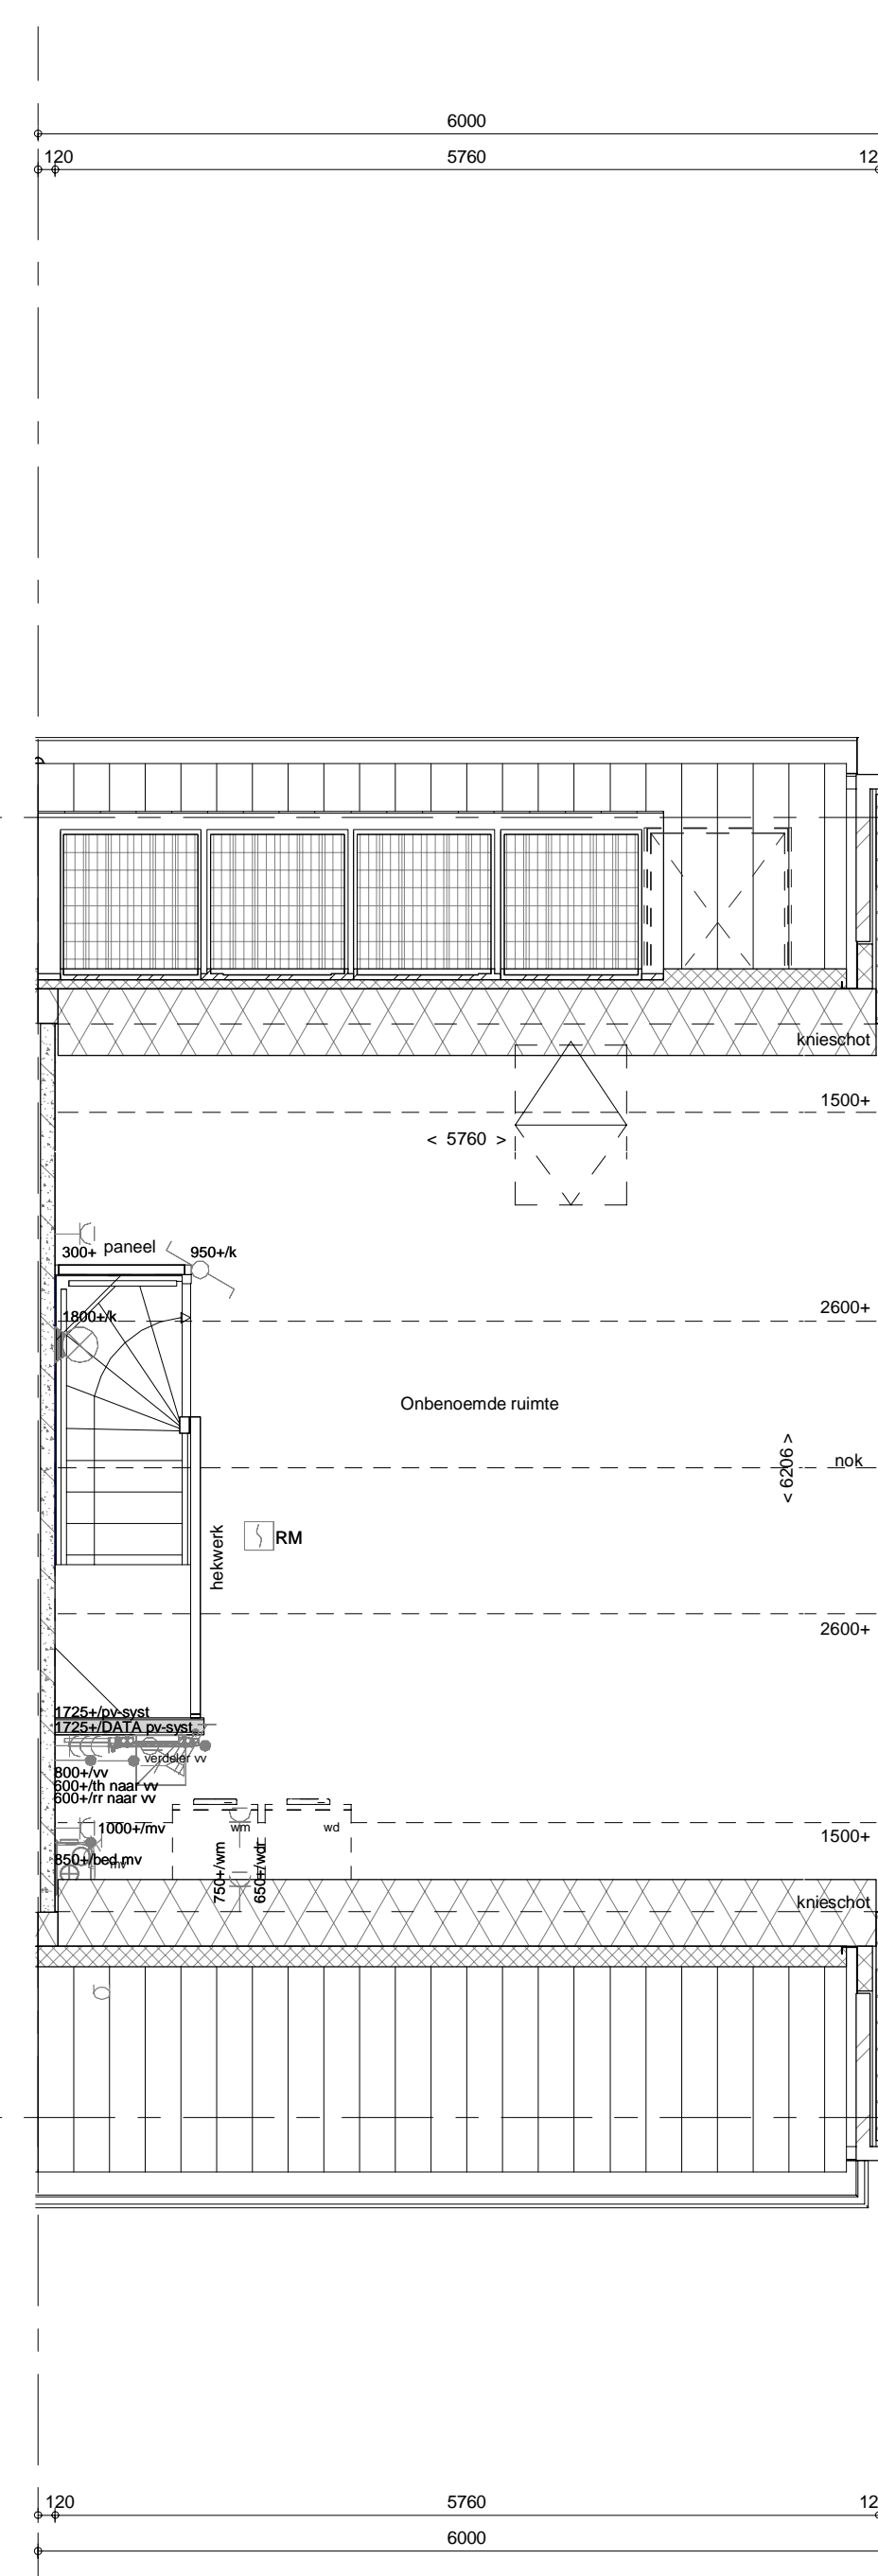 6000
120 5760 12
knieschot
1500+
< 5760 >
300+ paneel 950+/k
2600+
1800+/k
Onbenoemde ruimte
< 6206 >
nok
RM
hekwerk
2600+
1725+/pv-syst
1725+/DATA pv-syst
verdeler vv
800+/vv
600+/th naar vv
600+/rr naar vv
1000+/mv
wm
wd
1500+
850+/bed mv
mv
750+/wm
650+/wdr
knieschot
120 5760 12
6000